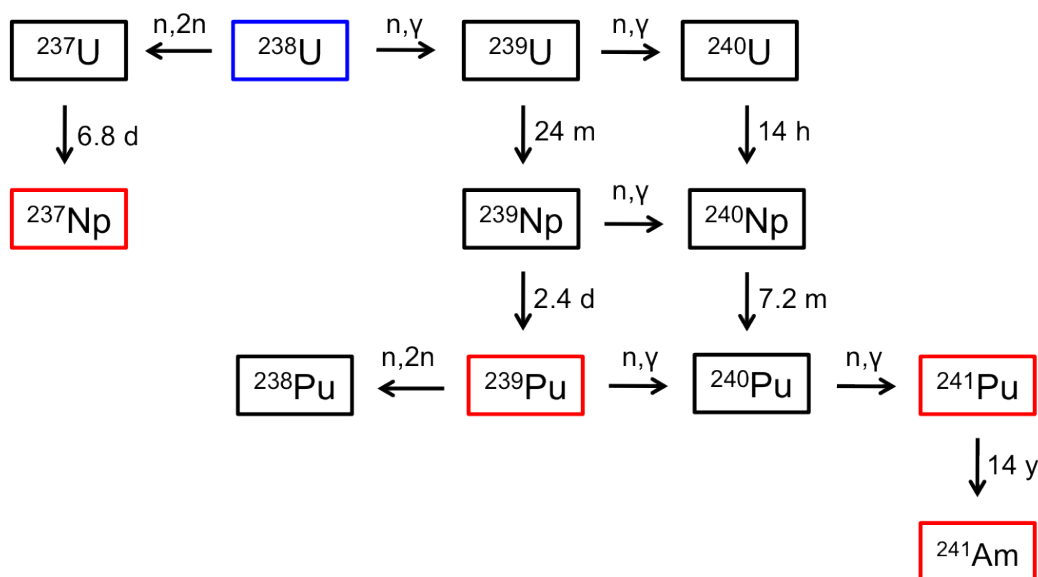 n,2n n,γ n,γ
²³⁷U ²³⁸U ²³⁹U ²⁴⁰U
6.8 d 24 m 14 h
n,γ
²³⁷Np ²³⁹Np ²⁴⁰Np
2.4 d 7.2 m
n,2n n,γ n,γ
²³⁸Pu ²³⁹Pu ²⁴⁰Pu ²⁴¹Pu
14 y
²⁴¹Am